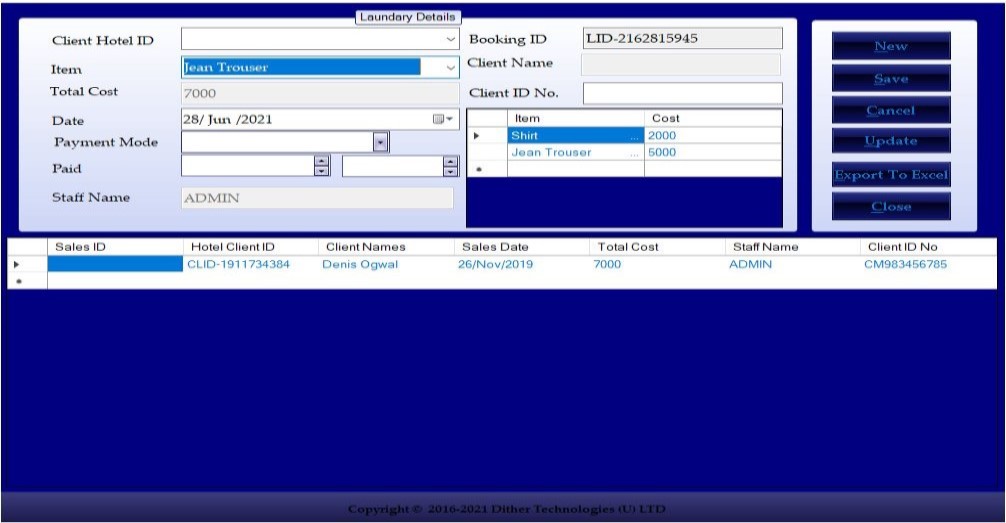 Laundary Details
Client Hotel ID
Booking ID LID-2162815945
Item Jean Trouser
Client Name
Total Cost 7000
Client ID No.
Date 28/ Jun /2021
Payment Mode
Paid
Staff Name ADMIN
Item Cost
Shirt ... 2000
Jean Trouser ... 5000
New
Save
Cancel
Update
Export To Excel
Close
Sales ID Hotel Client ID Client Names Sales Date Total Cost Staff Name Client ID No
CLID-1911734384 Denis Ogwal 26/Nov/2019 7000 ADMIN CM983456785
Copyright © 2016-2021 Dither Technologies (U) LTD